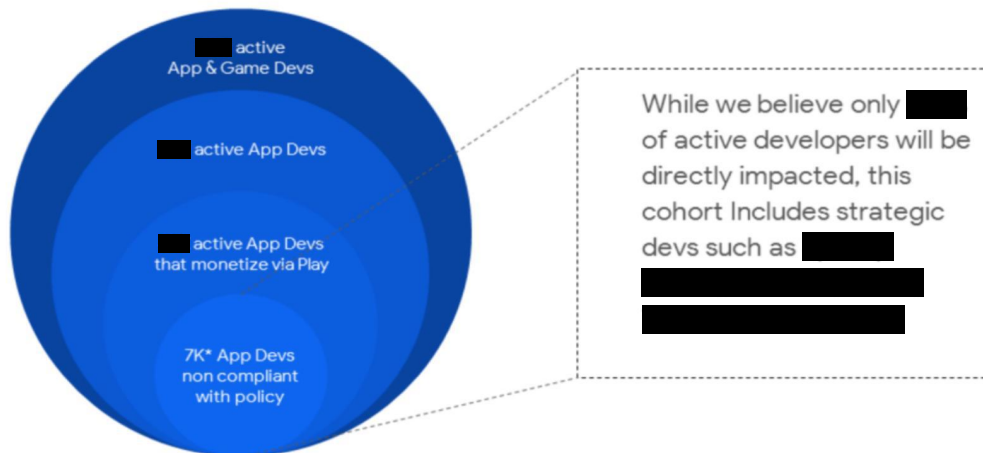 active
App & Game Devs
active App Devs
active App Devs
that monetize via Play
7K* App Devs
non compliant
with policy
While we believe only
of active developers will be
directly impacted, this
cohort Includes strategic
devs such as